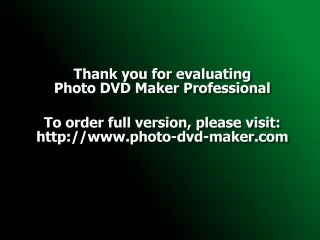 Thank you for evaluating
Photo DVD Maker Professional
To order full version, please visit:
http://www.photo-dvd-maker.com